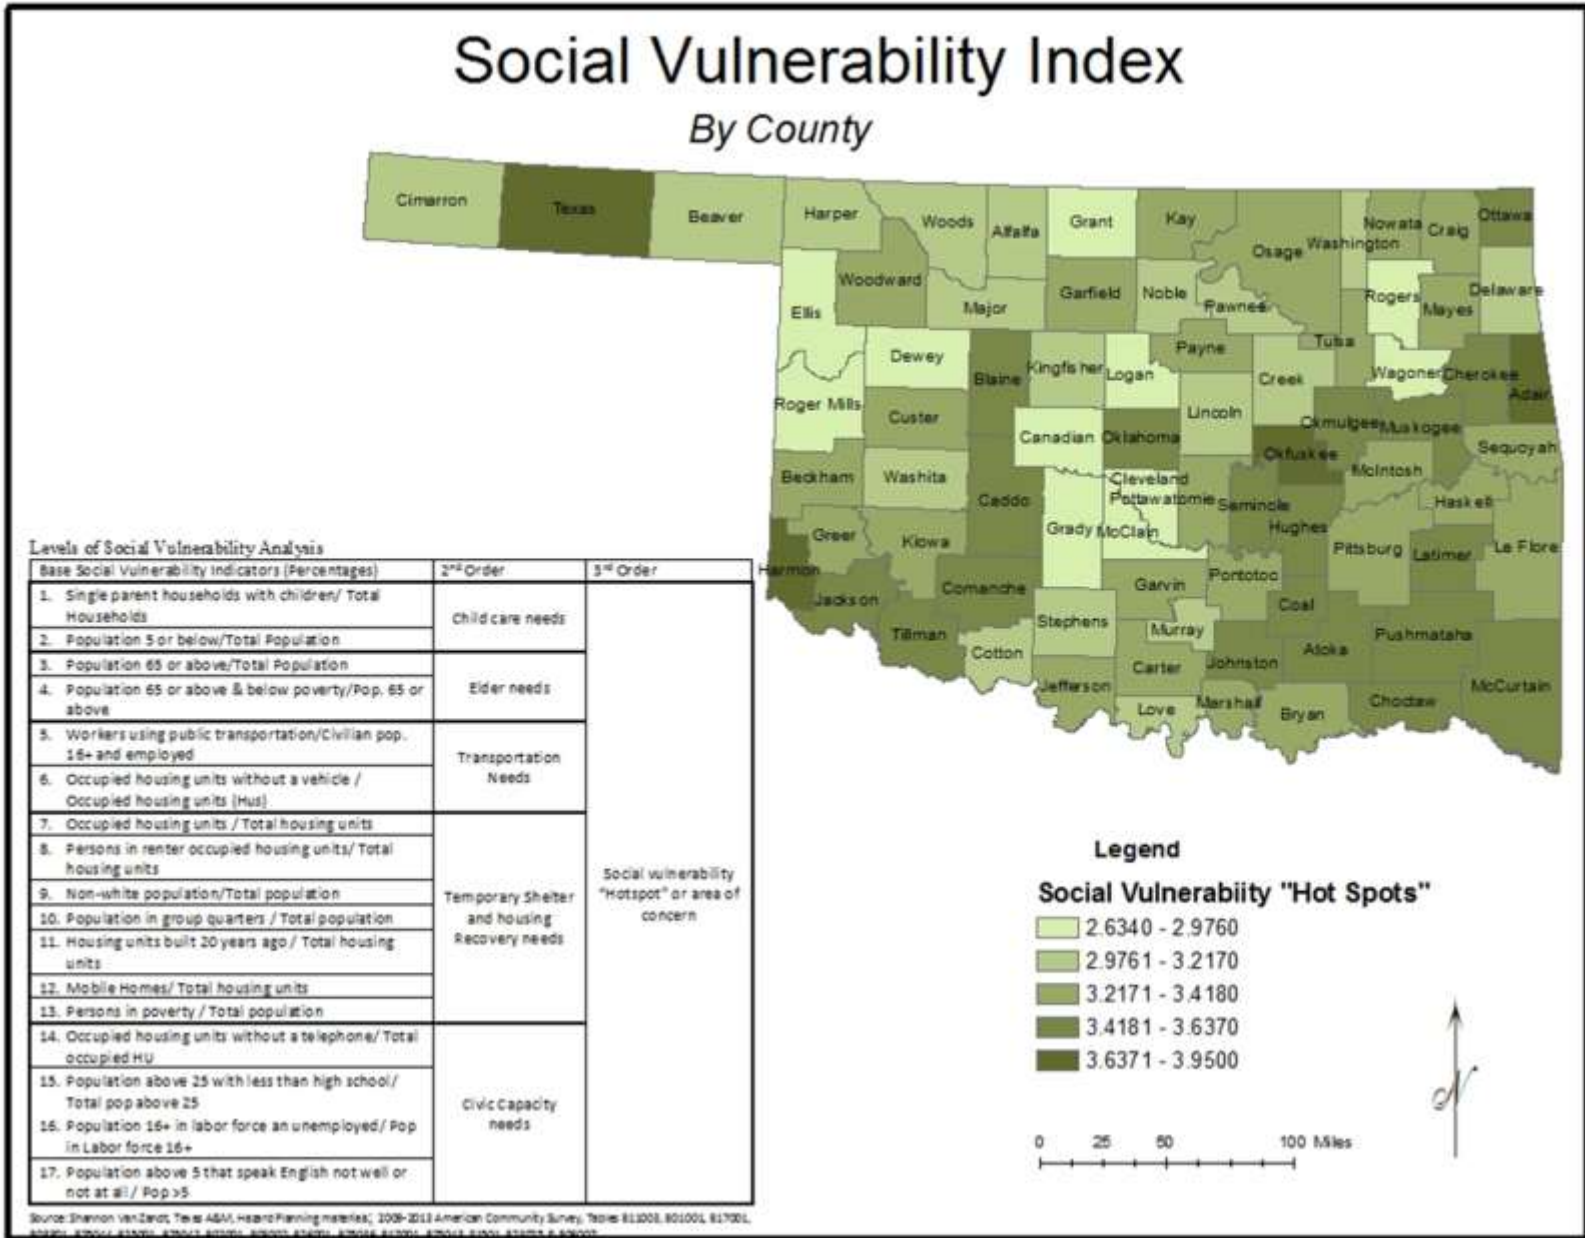 Social Vulnerability Index
By County
Cimarron
Texas
Beaver
Harper
Woods
Alfalfa
Grant
Kay
Osage
Washington
Nowata
Craig
Ottawa
Ellis
Woodward
Major
Garfield
Noble
Pawnee
Rogers
Mayes
Delaware
Dewey
Blaine
Kingfisher
Logan
Payne
Tulsa
Creek
Wagoner
Cherokee
Adair
Roger Mills
Custer
Canadian
Oklahoma
Lincoln
Okmulgee
Muskogee
Sequoyah
Beckham
Washita
Caddo
Cleveland
Pottawatomie
Okfuskee
McIntosh
Haskell
Seminole
Hughes
Greer
Kiowa
Grady
McClain
Pittsburg
Latimer
Le Flore
Harmon
Jackson
Comanche
Garvin
Pontotoc
Coal
Tillman
Stephens
Murray
Cotton
Carter
Johnston
Atoka
Pushmataha
Jefferson
Love
Marshall
Bryan
Choctaw
McCurtain
Levels of Social Vulnerability Analysis
Base Social Vulnerability Indicators (Percentages)
2nd Order
3rd Order
1. Single parent households with children/ Total
Households
2. Population 5 or below/Total Population
Child care needs
3. Population 65 or above/Total Population
4. Population 65 or above & below poverty/Pop. 65 or
above
Elder needs
5. Workers using public transportation/Civilian pop.
16+ and employed
6. Occupied housing units without a vehicle /
Occupied housing units (Hus)
Transportation
Needs
7. Occupied housing units / Total housing units
8. Persons in renter occupied housing units/ Total
housing units
9. Non-white population/Total population
10. Population in group quarters / Total population
11. Housing units built 20 years ago / Total housing
units
12. Mobile Homes/ Total housing units
13. Persons in poverty / Total population
Temporary Shelter
and housing
Recovery needs
14. Occupied housing units without a telephone/ Total
occupied HU
15. Population above 25 with less than high school/
Total pop above 25
16. Population 16+ in labor force an unemployed/ Pop
in Labor force 16+
17. Population above 5 that speak English not well or
not at all / Pop >5
Civic Capacity
needs
Social vulnerability
"Hotspot" or area of
concern
Source: Shannon Van Zandt, Texas A&M, Hazard Planning materials; 2009-2013 American Community Survey, Tables
Legend
Social Vulnerabiity "Hot Spots"
2.6340 - 2.9760
2.9761 - 3.2170
3.2171 - 3.4180
3.4181 - 3.6370
3.6371 - 3.9500
N
0 25 50 100 Miles